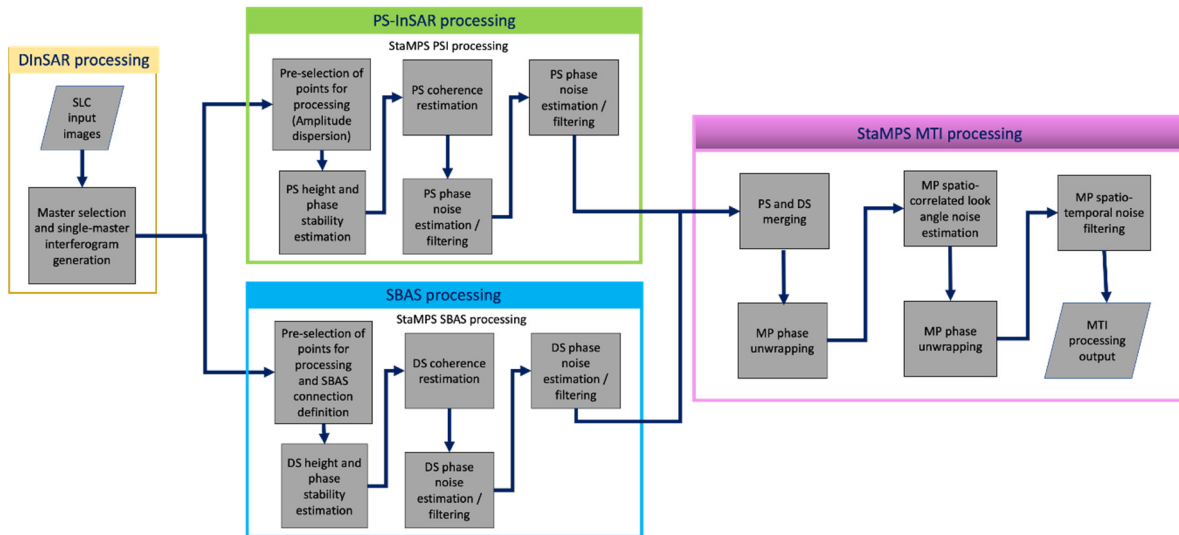 DInSAR processing
SLC
input
images
Master selection
and single-master
interferogram
generation
PS-InSAR processing
StaMPS PSI processing
Pre-selection of
points for
processing
(Amplitude
dispersion)
PS height and
phase stability
estimation
PS coherence
restimation
PS phase
noise
estimation /
filtering
PS phase
noise
estimation /
filtering
SBAS processing
StaMPS SBAS processing
Pre-selection of
points for
processing
and SBAS
connection
definition
DS height and
phase
stability
estimation
DS coherence
restimation
DS phase
noise
estimation /
filtering
DS phase
noise
estimation /
filtering
StaMPS MTI processing
PS and DS
merging
MP phase
unwrapping
MP spatio-
correlated look
angle noise
estimation
MP phase
unwrapping
MP spatio-
temporal noise
filtering
MTI
processing
output